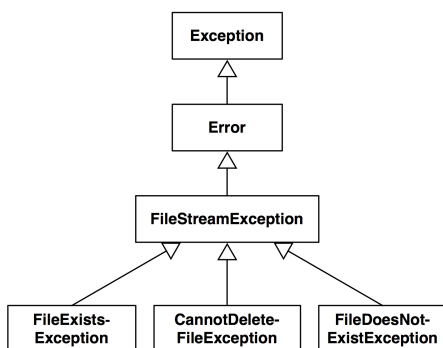 Exception
Error
FileStreamException
FileExists-
Exception
CannotDelete-
FileException
FileDoesNot-
ExistException